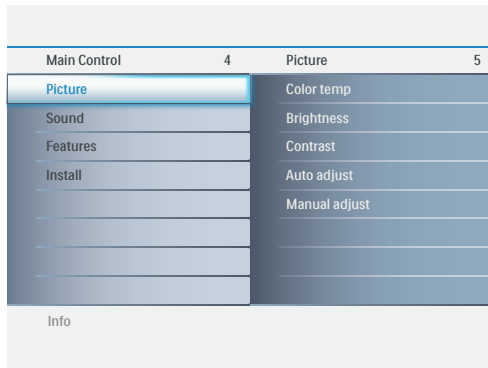 Main Control 4 Picture 5
Picture Color temp
Sound Brightness
Features Contrast
Install Auto adjust
Manual adjust
Info